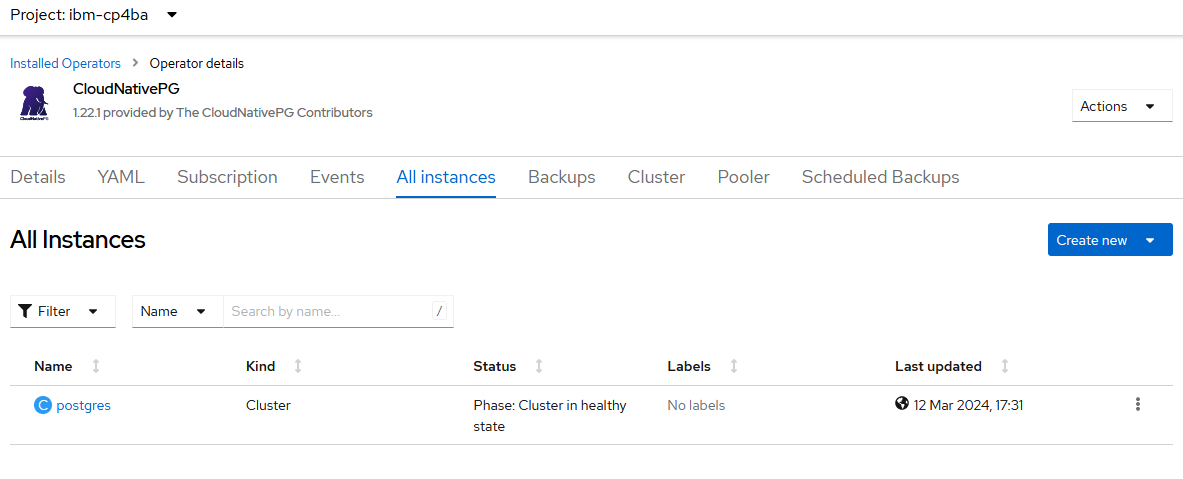 Project: ibm-cp4ba
Installed Operators > Operator details
CloudNativePG
1.22.1 provided by The CloudNativePG Contributors
CloudNativePG
Actions
Details YAML Subscription Events All instances Backups Cluster Pooler Scheduled Backups
All Instances
Create new
Filter Name Search by name... /
Name Kind Status Labels Last updated
C postgres Cluster Phase: Cluster in healthy No labels 12 Mar 2024, 17:31
state